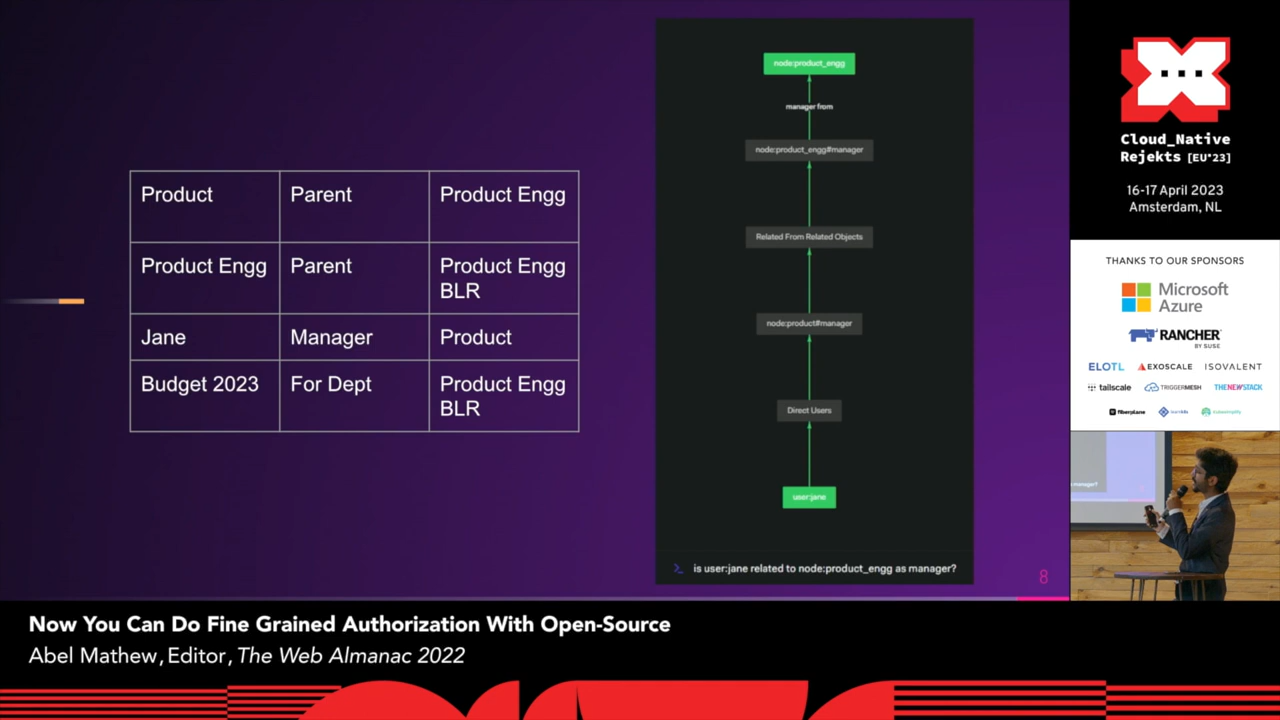 Product Parent Product Engg
Product Engg Parent Product Engg
BLR
Jane Manager Product
Budget 2023 For Dept Product Engg
BLR
node:product_engg
manager from
node:product_engg#manager
Related From Related Objects
node:product#manager
Direct Users
user:jane
is user:jane related to node:product_engg as manager?
8
Cloud_Native
Rejekts [EU'23]
16-17 April 2023
Amsterdam, NL
THANKS TO OUR SPONSORS
Microsoft
Azure
RANCHER
BY SUSE
ELOTL EXOSCALE ISOVALENT
tailscale TRIGGERMESH THENEWSTACK
fiberplane
manager?
Now You Can Do Fine Grained Authorization With Open-Source
Abel Mathew, Editor, The Web Almanac 2022